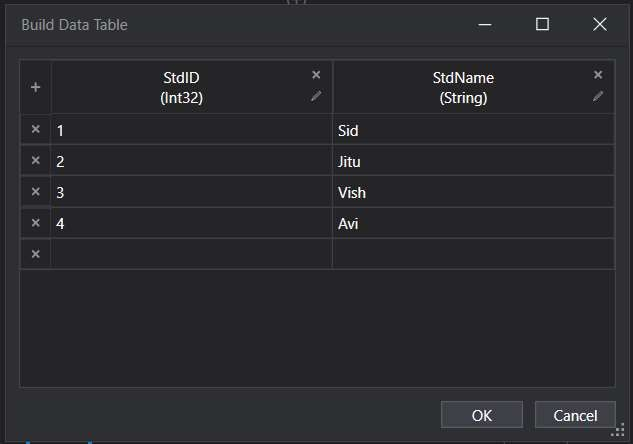 Build Data Table
StdID
(Int32)
StdName
(String)
1 Sid
2 Jitu
3 Vish
4 Avi
OK Cancel